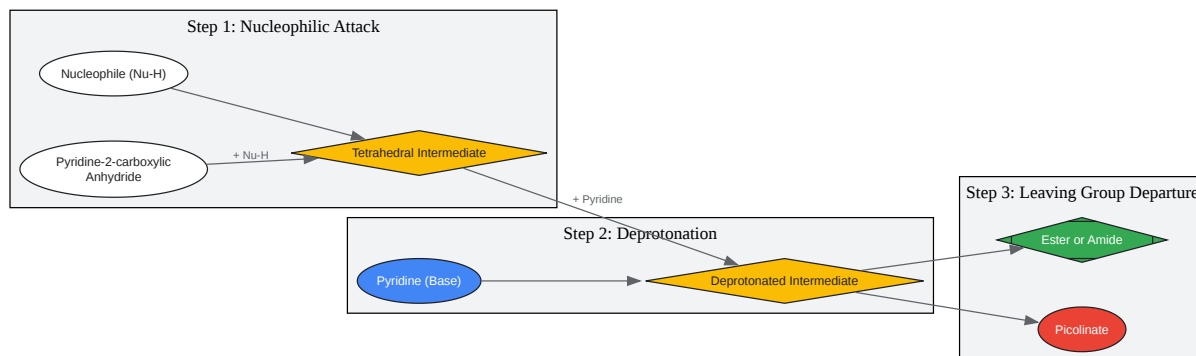 Step 1: Nucleophilic Attack
Nucleophile (Nu-H)
Pyridine-2-carboxylic
Anhydride
+ Nu-H
Tetrahedral Intermediate
+ Pyridine
Step 2: Deprotonation
Pyridine (Base)
Deprotonated Intermediate
Step 3: Leaving Group Departure
Ester or Amide
Picolinate